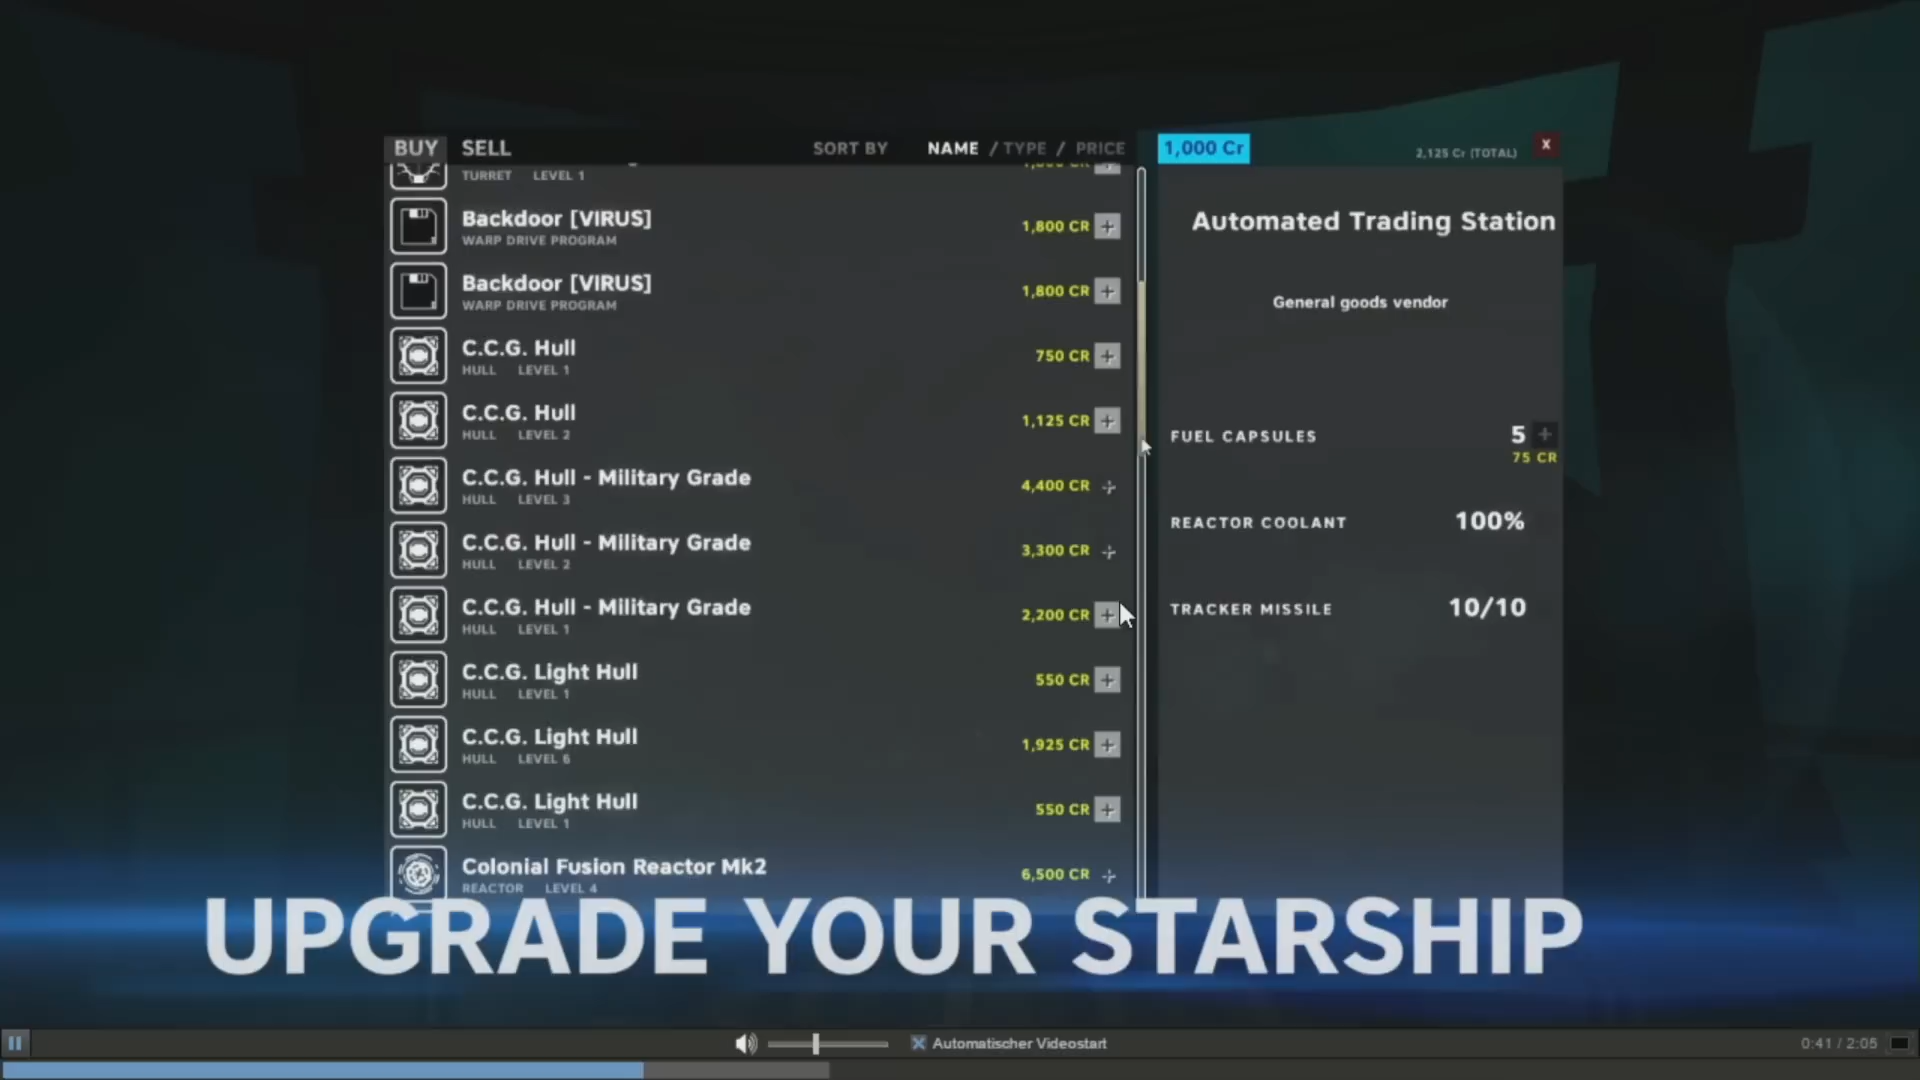 BUY SELL SORT BY NAME / TYPE / PRICE 1,000 Cr 2,125 Cr (TOTAL) X
TURRET LEVEL 1
Backdoor [VIRUS] 1,800 CR +
WARP DRIVE PROGRAM
Backdoor [VIRUS] 1,800 CR +
WARP DRIVE PROGRAM
C.C.G. Hull 750 CR +
HULL LEVEL 1
C.C.G. Hull 1,125 CR +
HULL LEVEL 2
C.C.G. Hull - Military Grade 4,400 CR +
HULL LEVEL 3
C.C.G. Hull - Military Grade 3,300 CR +
HULL LEVEL 2
C.C.G. Hull - Military Grade 2,200 CR +
HULL LEVEL 1
C.C.G. Light Hull 550 CR +
HULL LEVEL 1
C.C.G. Light Hull 1,925 CR +
HULL LEVEL 6
C.C.G. Light Hull 550 CR +
HULL LEVEL 1
Colonial Fusion Reactor Mk2 6,500 CR +
REACTOR LEVEL 4
Automated Trading Station
General goods vendor
FUEL CAPSULES 5 +
75 CR
REACTOR COOLANT 100%
TRACKER MISSILE 10/10
UPGRADE YOUR STARSHIP
Automatischer Videostart 0:41 / 2:05